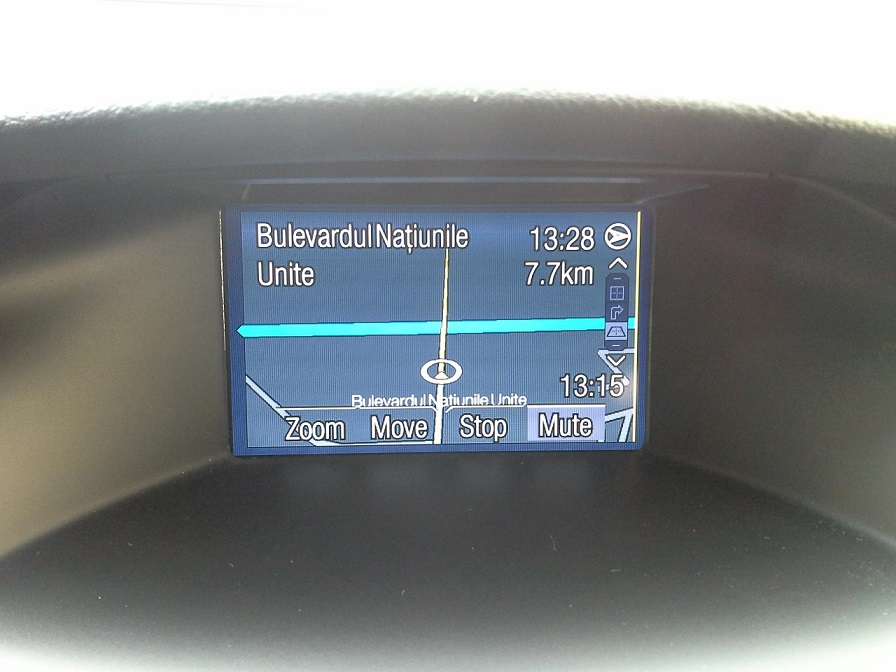 Bulevardul Națiunile 13:28
Unite 7.7km
13:15
Bulevardul Națiunile Unite
Zoom Move Stop Mute